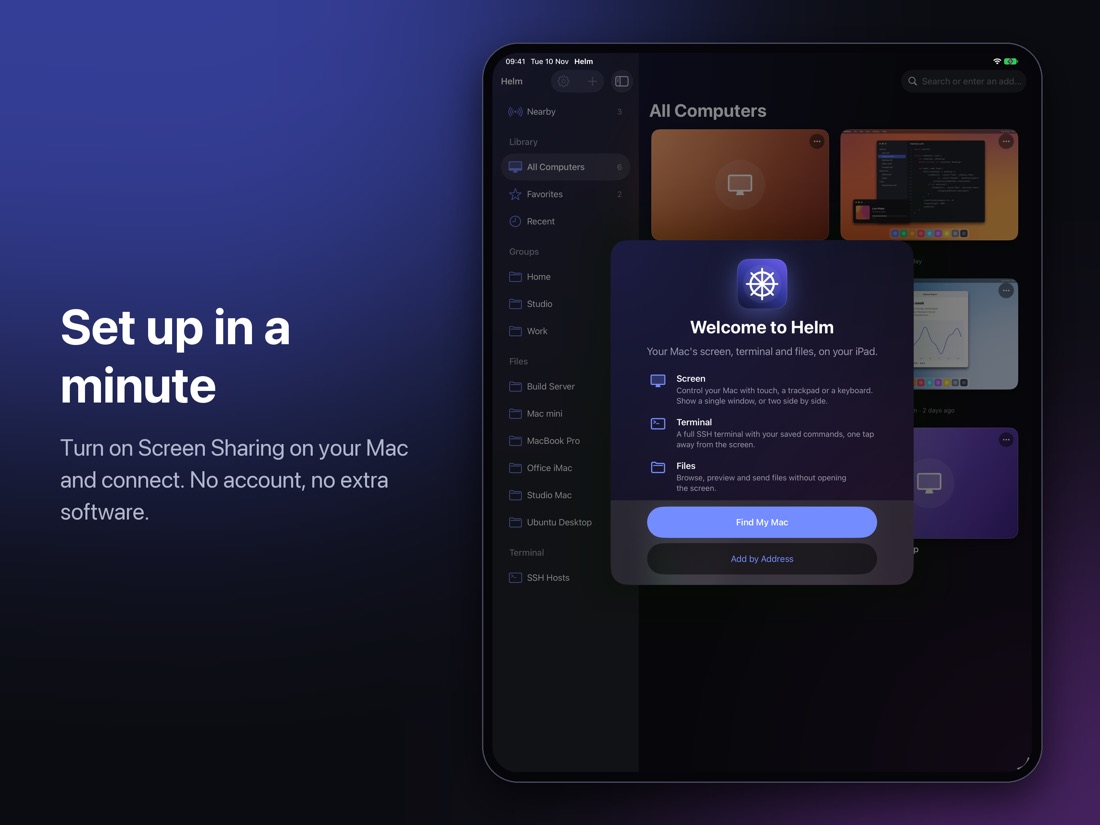 Set up in a
minute
Turn on Screen Sharing on your Mac
and connect. No account, no extra
software.
09:41 Tue 10 Nov Helm
Helm
Search or enter an add...
Nearby 3
Library
All Computers 6
Favorites 2
Recent
Groups
Home
Studio
Work
Files
Build Server
Mac mini
MacBook Pro
Office iMac
Studio Mac
Ubuntu Desktop
Terminal
SSH Hosts
All Computers
Welcome to Helm
Your Mac's screen, terminal and files, on your iPad.
Screen
Control your Mac with touch, a trackpad or a keyboard.
Show a single window, or two side by side.
Terminal
A full SSH terminal with your saved commands, one tap
away from the screen.
Files
Browse, preview and send files without opening
the screen.
Find My Mac
Add by Address
2 days ago